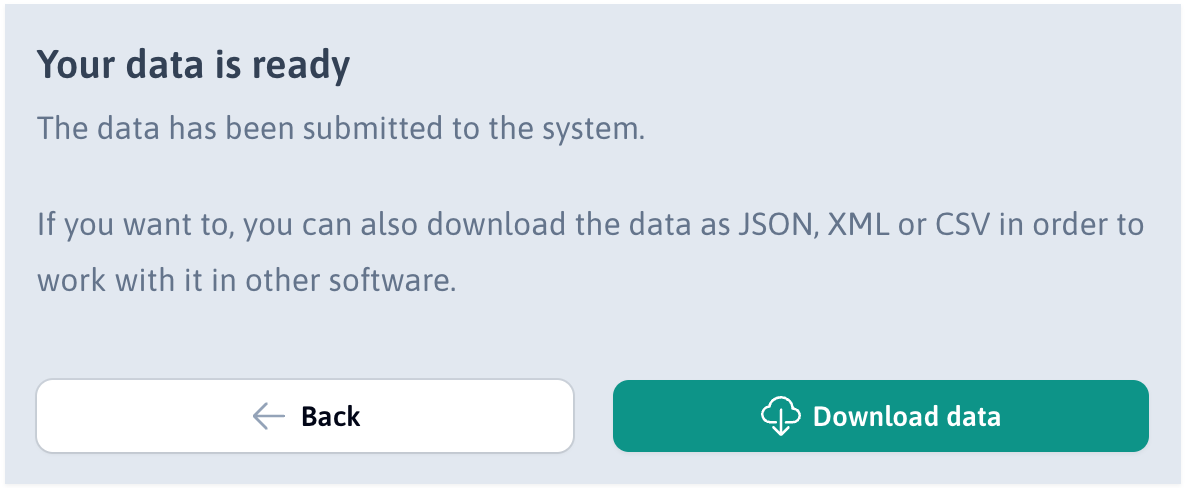 Your data is ready
The data has been submitted to the system.
If you want to, you can also download the data as JSON, XML or CSV in order to
work with it in other software.
Back
Download data